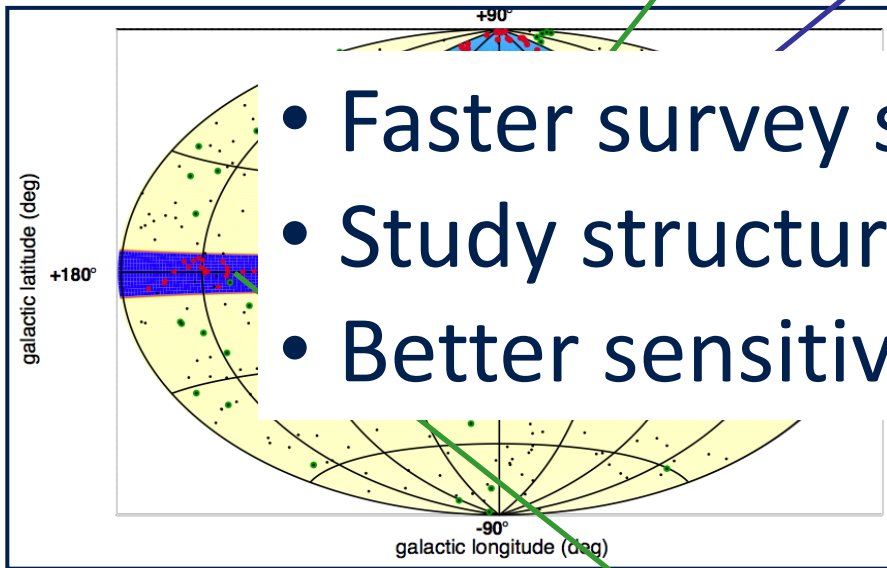 +90°
• Faster survey s
• Study structur
• Better sensitiv
galactic latitude (deg)
+180°
-90°
galactic longitude (deg)